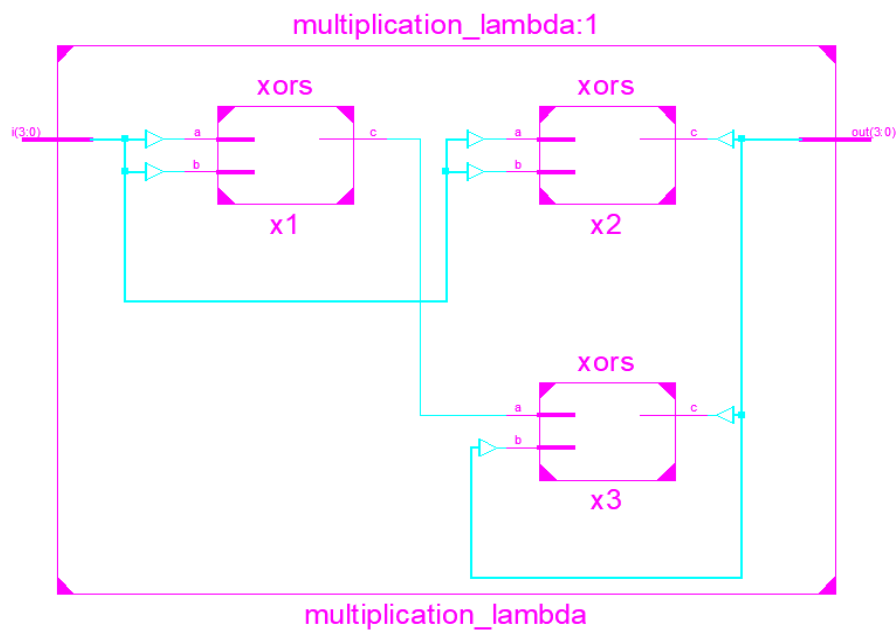 multiplication_lambda:1
xors
xors
i(3:0)
a
c
a
c
out(3:0)
b
b
x1
x2
xors
a
c
b
x3
multiplication_lambda